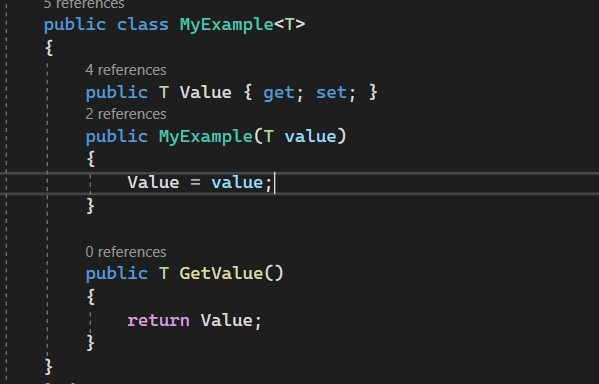 5 references
public class MyExample<T>
{
4 references
public T Value { get; set; }
2 references
public MyExample(T value)
{
Value = value;
}
0 references
public T GetValue()
{
return Value;
}
}